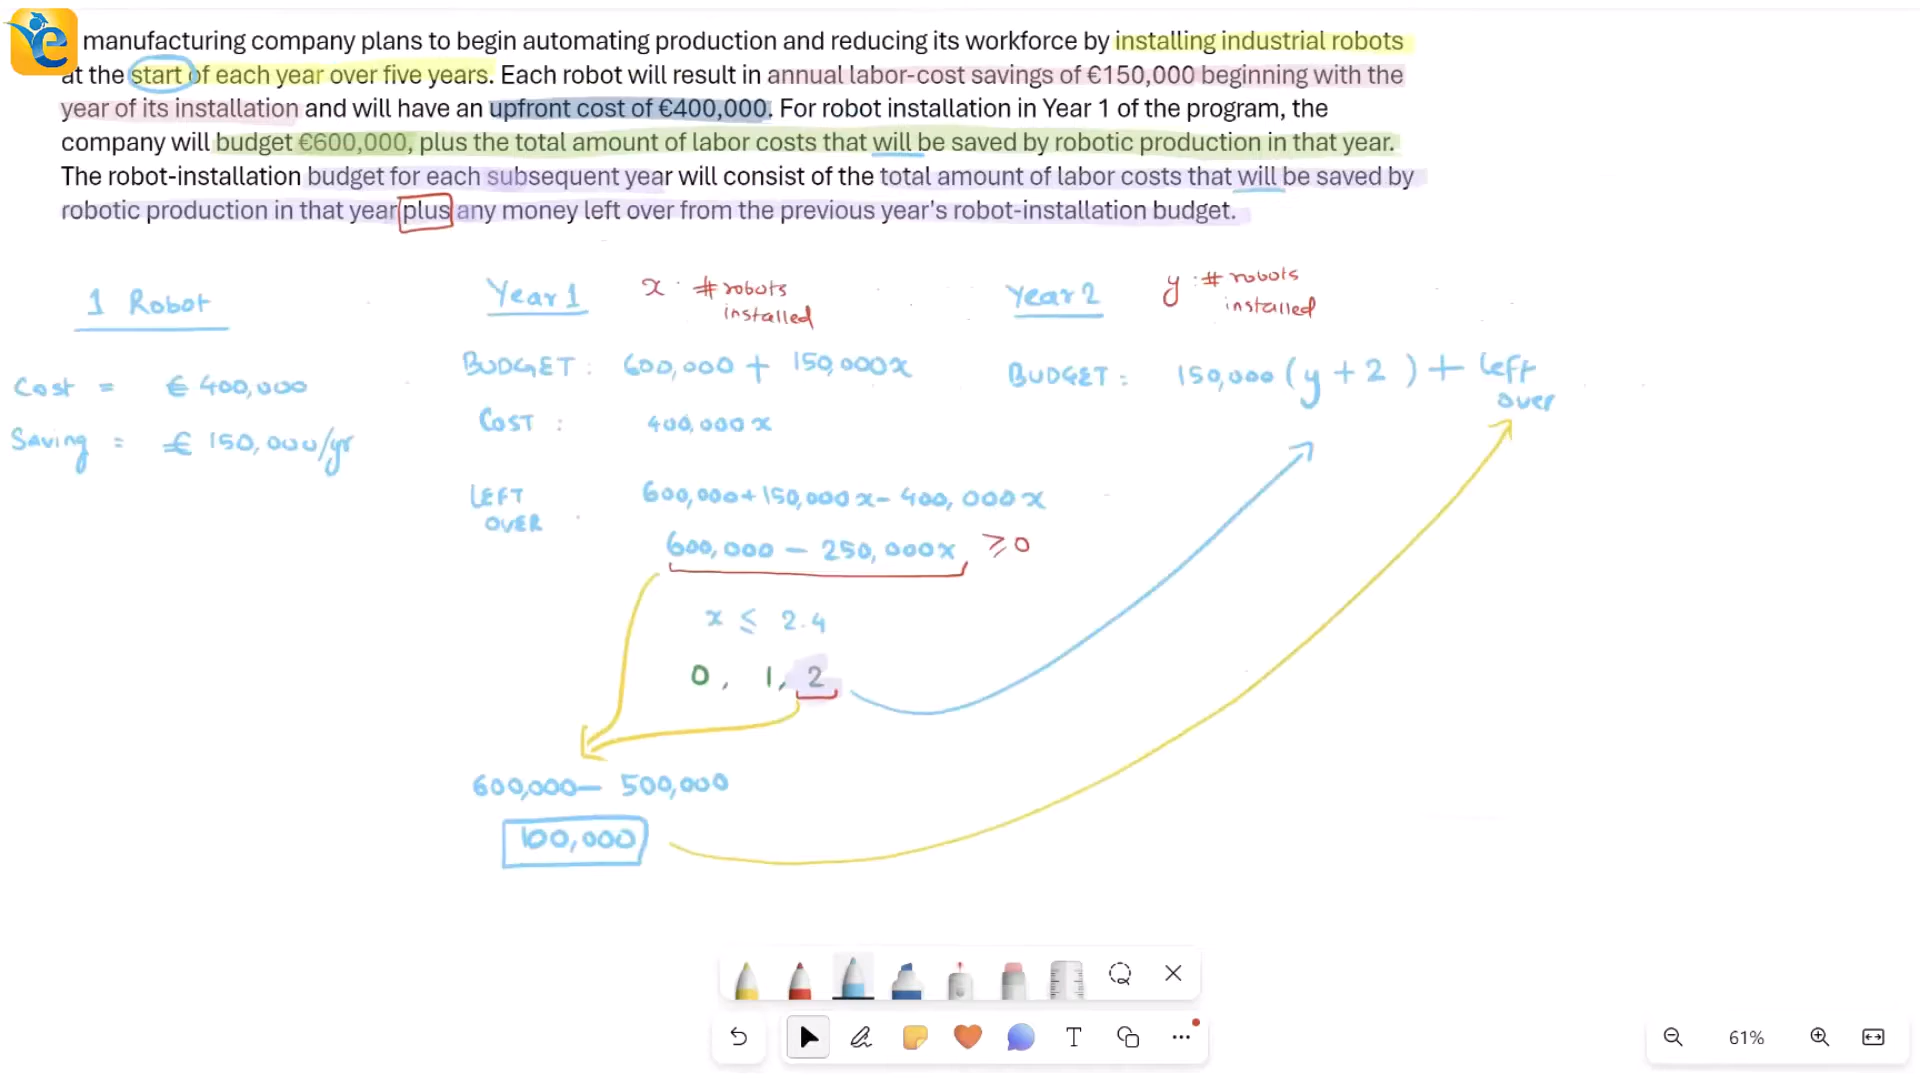 manufacturing company plans to begin automating production and reducing its workforce by installing industrial robots
at the start of each year over five years. Each robot will result in annual labor-cost savings of €150,000 beginning with the
year of its installation and will have an upfront cost of €400,000. For robot installation in Year 1 of the program, the
company will budget €600,000, plus the total amount of labor costs that will be saved by robotic production in that year.
The robot-installation budget for each subsequent year will consist of the total amount of labor costs that will be saved by
robotic production in that year plus any money left over from the previous year's robot-installation budget.
1 Robot
Cost = € 400,000
Saving = € 150,000/yr
Year 1
x : # robots
installed
BUDGET : 600,000 + 150,000x
COST : 400,000x
LEFT
OVER : 600,000+150,000x- 400,000x
600,000 - 250,000x ≥0
x ≤ 2.4
0, 1, 2
600,000- 500,000
100,000
Year 2
y : # robots
installed
BUDGET : 150,000 (y + 2 ) + Left
over
61%